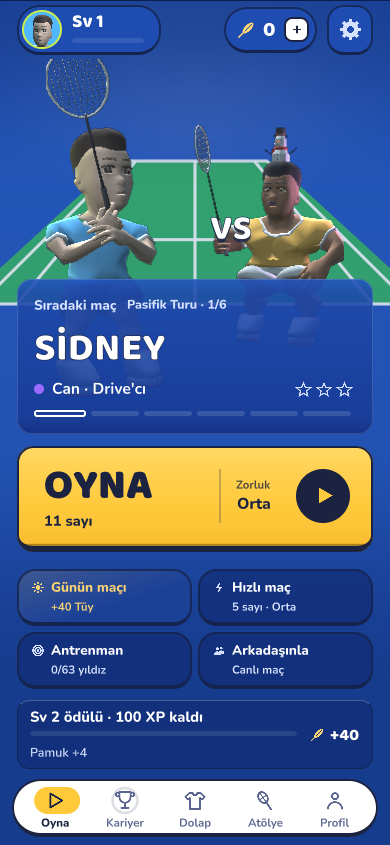 Sv 1
0 +
VS
Sıradaki maç Pasifik Turu · 1/6
SİDNEY
Can · Drive'cı
OYNA
11 sayı
Zorluk
Orta
Günün maçı
+40 Tüy
Hızlı maç
5 sayı · Orta
Antrenman
0/63 yıldız
Arkadaşınla
Canlı maç
Sv 2 ödülü · 100 XP kaldı
+40
Pamuk +4
Oyna Kariyer Dolap Atölye Profil